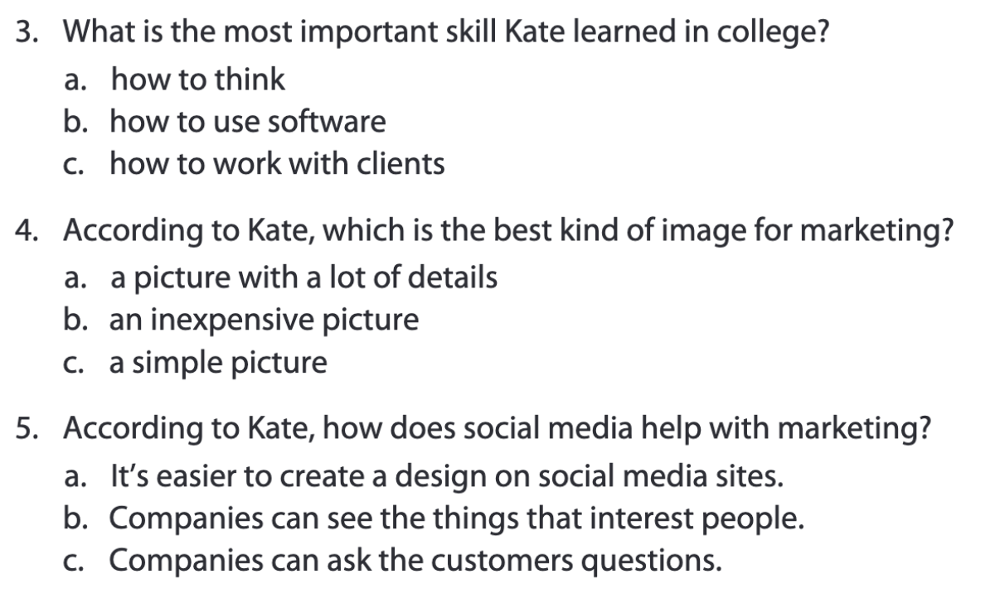 3. What is the most important skill Kate learned in college?
a. how to think
b. how to use software
c. how to work with clients
4. According to Kate, which is the best kind of image for marketing?
a. a picture with a lot of details
b. an inexpensive picture
c. a simple picture
5. According to Kate, how does social media help with marketing?
a. It’s easier to create a design on social media sites.
b. Companies can see the things that interest people.
c. Companies can ask the customers questions.